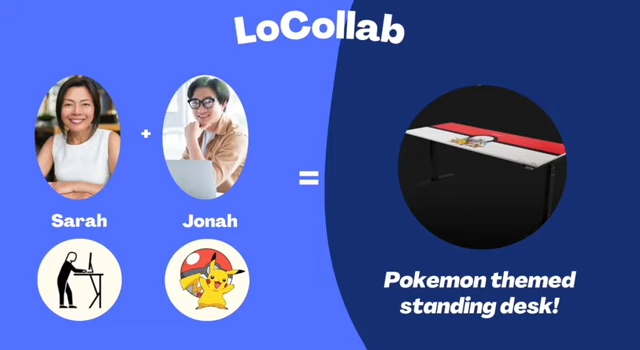 LoCollab
+
Sarah
Jonah
=
Pokemon themed
standing desk!